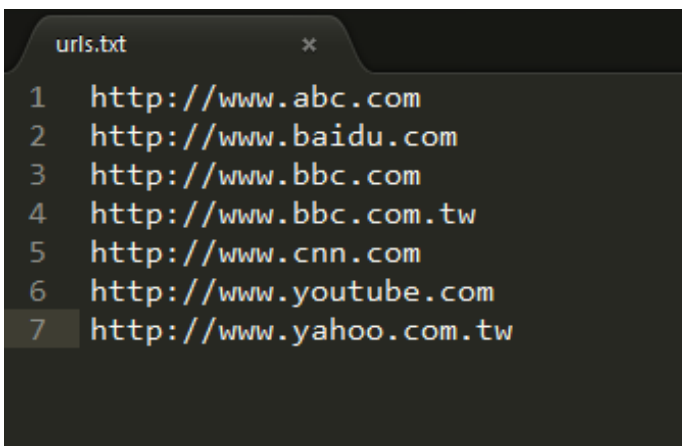 urls.txt ×
1 http://www.abc.com
2 http://www.baidu.com
3 http://www.bbc.com
4 http://www.bbc.com.tw
5 http://www.cnn.com
6 http://www.youtube.com
7 http://www.yahoo.com.tw